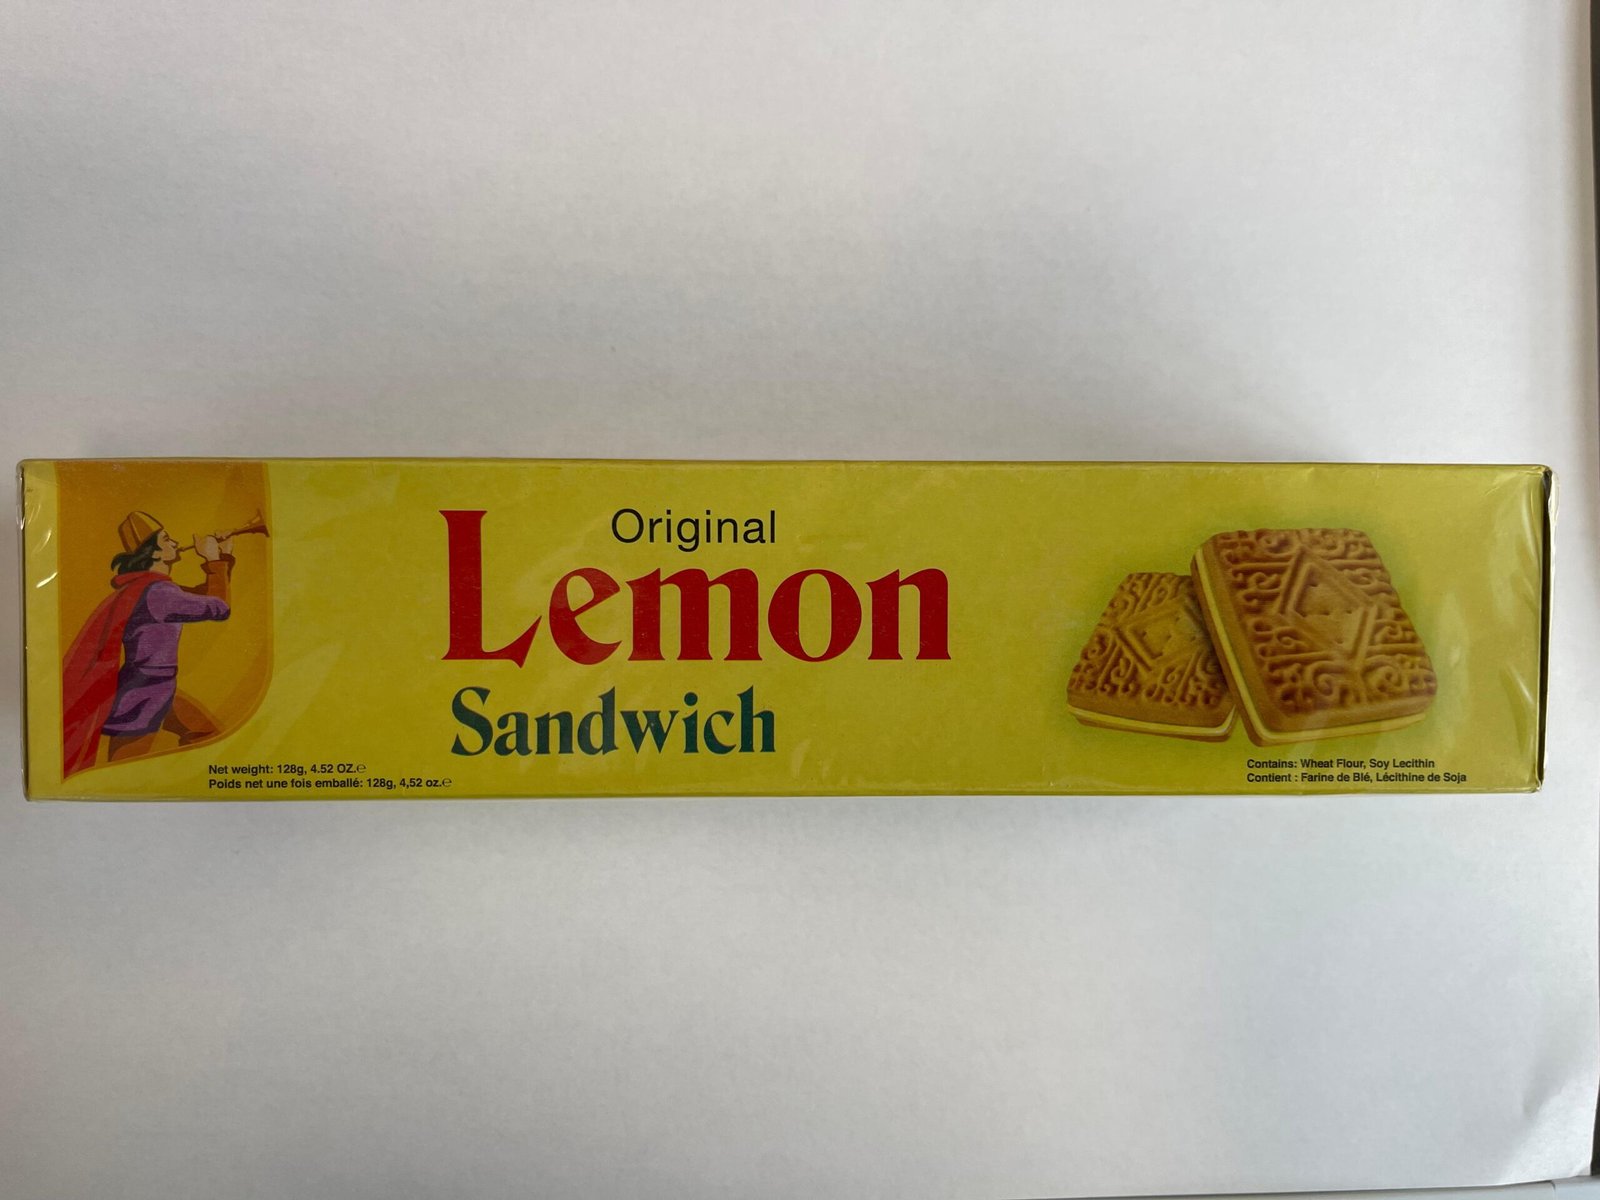 Original
Lemon
Sandwich
Net weight: 128g, 4.52 OZ.℮
Poids net une fois emballé: 128g, 4,52 oz.℮
Contains: Wheat Flour, Soy Lecithin
Contient : Farine de Blé, Lécithine de Soja